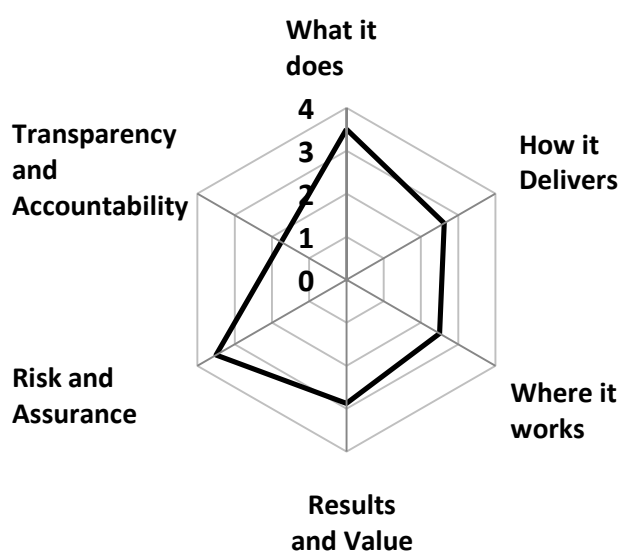 What it
does
4
3
2
1
0
How it
Delivers
Where it
works
Results
and Value
Risk and
Assurance
Transparency
and
Accountability